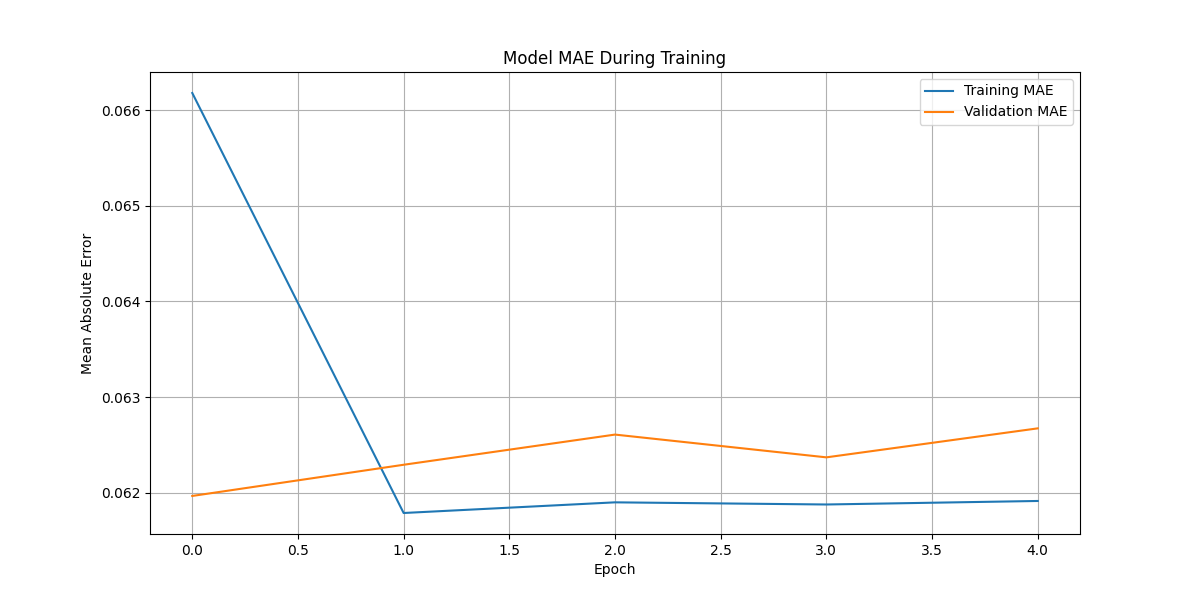 Model MAE During Training
Training MAE
Validation MAE
Mean Absolute Error
0.066
0.065
0.064
0.063
0.062
0.0 0.5 1.0 1.5 2.0 2.5 3.0 3.5 4.0
Epoch